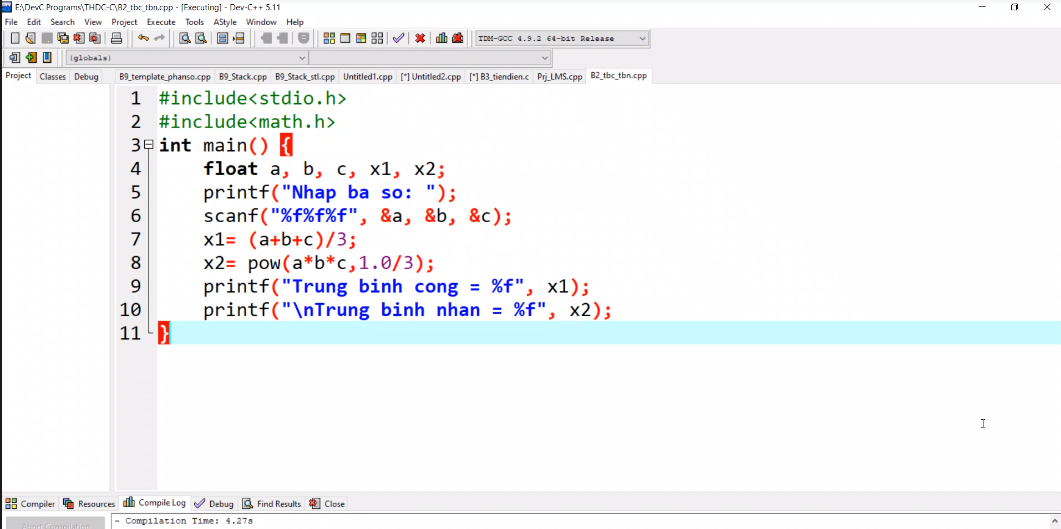 E:\DevC Programs\THDC-C\B2_tbc_tbn.cpp - [Executing] - Dev-C++ 5.11
File Edit Search View Project Execute Tools AStyle Window Help
TDM-GCC 4.9.2 64-bit Release
(globals)
Project Classes Debug B9_template_phanso.cpp B9_Stack.cpp B9_Stack_stl.cpp Untitled1.cpp [*] Untitled2.cpp [*] B3_tiendien.c Prj_LMS.cpp B2_tbc_tbn.cpp
1 #include<stdio.h>
2 #include<math.h>
3 int main() {
4 float a, b, c, x1, x2;
5 printf("Nhap ba so: ");
6 scanf("%f%f%f", &a, &b, &c);
7 x1= (a+b+c)/3;
8 x2= pow(a*b*c,1.0/3);
9 printf("Trung binh cong = %f", x1);
10 printf("\nTrung binh nhan = %f", x2);
11 }
Compiler Resources Compile Log Debug Find Results Close
Abort Compilation - Compilation Time: 4.27s